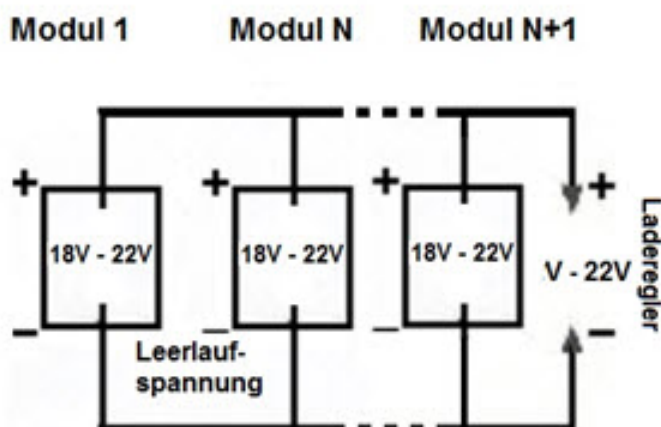 Modul 1 Modul N Modul N+1
+ + + +
18V - 22V 18V - 22V 18V - 22V V - 22V
Laderegler
− − − −
Leerlauf-
spannung